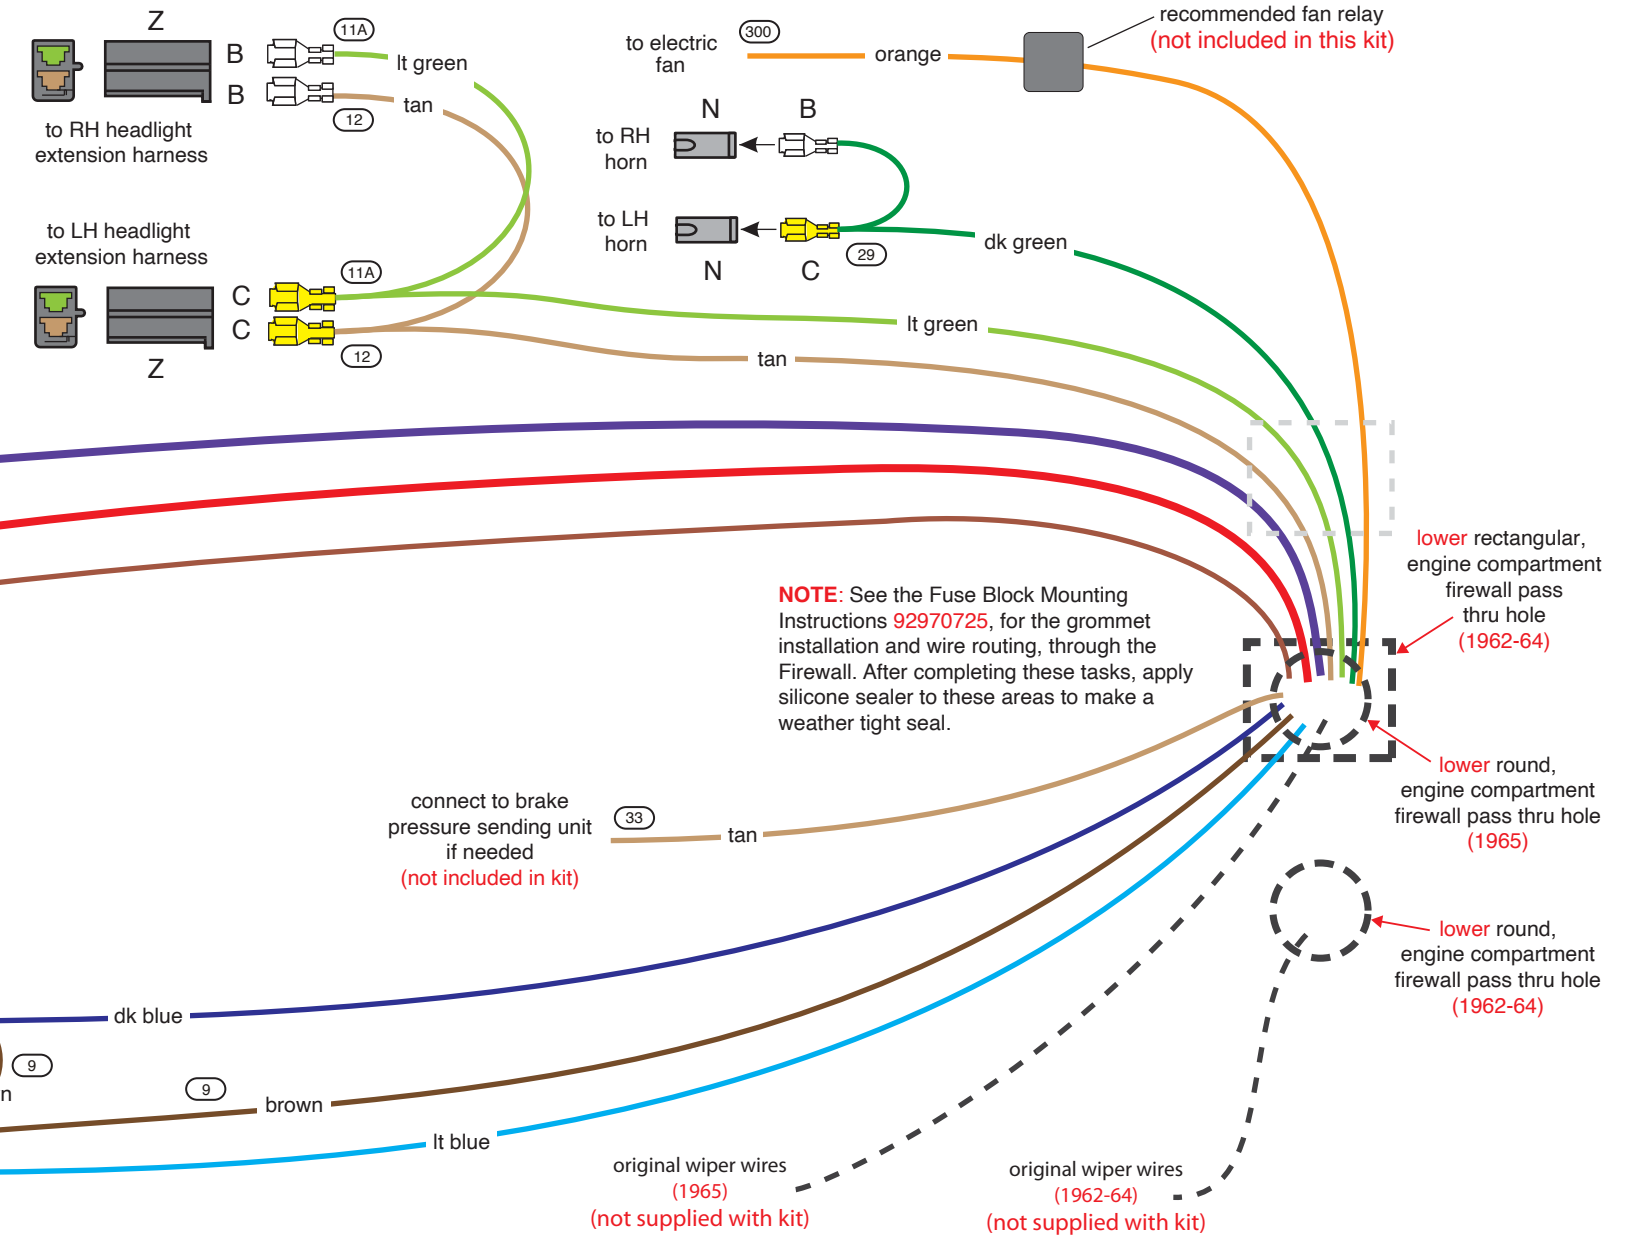 Z
11A
B
lt green
B
tan
12
to RH headlight
extension harness
to LH headlight
extension harness
11A
C
C
12
Z
lt green
tan
to electric
fan
300
orange
recommended fan relay
(not included in this kit)
N
B
to RH
horn
to LH
horn
29
N
C
dk green
NOTE: See the Fuse Block Mounting
Instructions 92970725, for the grommet
installation and wire routing, through the
Firewall. After completing these tasks, apply
silicone sealer to these areas to make a
weather tight seal.
lower rectangular,
engine compartment
firewall pass
thru hole
(1962-64)
lower round,
engine compartment
firewall pass thru hole
(1965)
lower round,
engine compartment
firewall pass thru hole
(1962-64)
connect to brake
pressure sending unit
if needed
(not included in kit)
33
tan
dk blue
9
n
9
brown
lt blue
original wiper wires
(1965)
(not supplied with kit)
original wiper wires
(1962-64)
(not supplied with kit)